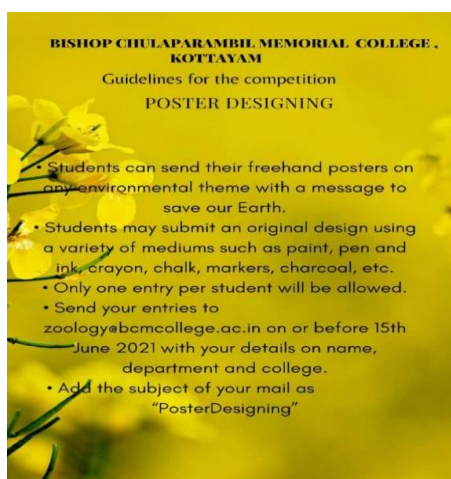 BISHOP CHULAPARAMBIL MEMORIAL COLLEGE ,
KOTTAYAM
Guidelines for the competition
POSTER DESIGNING
• Students can send their freehand posters on
any environmental theme with a message to
save our Earth.
• Students may submit an original design using
a variety of mediums such as paint, pen and
ink, crayon, chalk, markers, charcoal, etc.
• Only one entry per student will be allowed.
• Send your entries to
zoology@bcmcollege.ac.in on or before 15th
June 2021 with your details on name,
department and college.
• Add the subject of your mail as
“PosterDesigning”